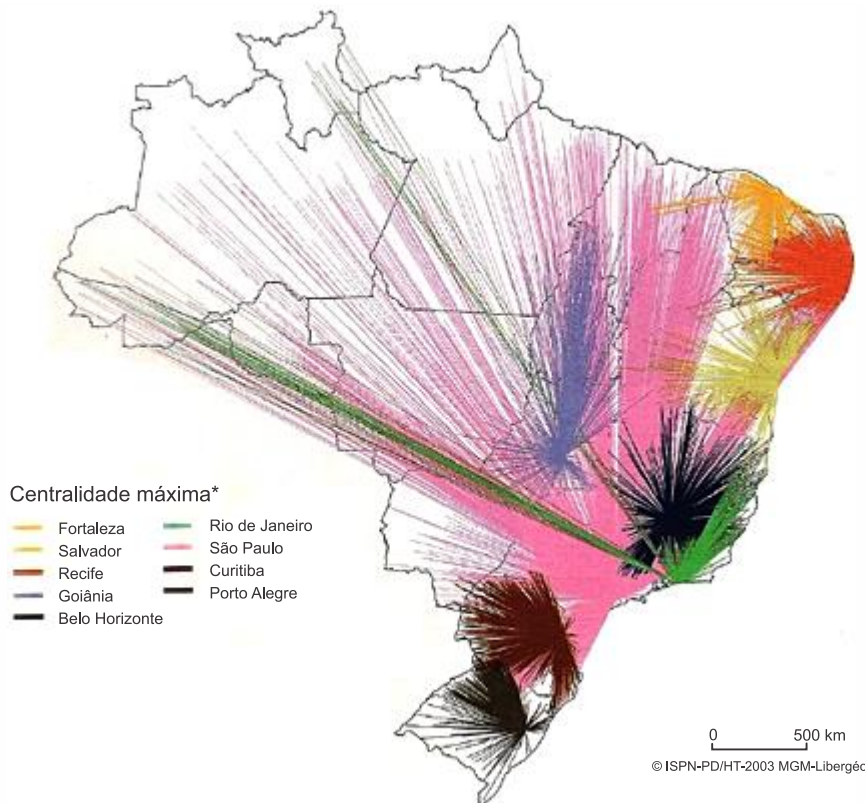 Centralidade máxima*
Fortaleza
Salvador
Recife
Goiânia
Belo Horizonte
Rio de Janeiro
São Paulo
Curitiba
Porto Alegre
0 500 km
© ISPN-PD/HT-2003 MGM-Libergéo